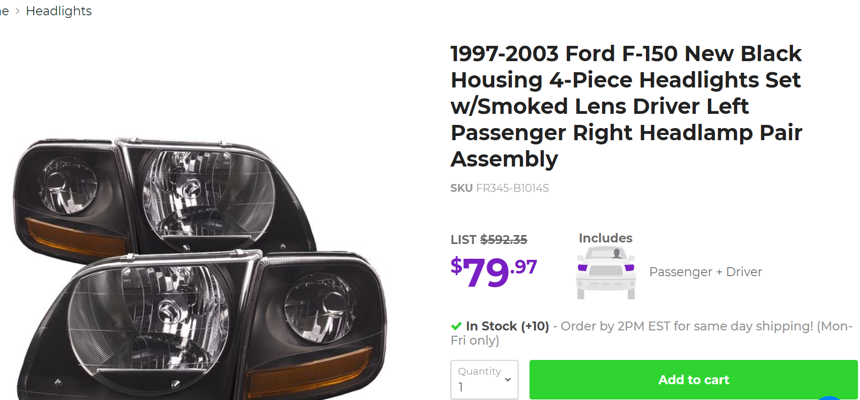 Headlights
1997-2003 Ford F-150 New Black
Housing 4-Piece Headlights Set
w/Smoked Lens Driver Left
Passenger Right Headlamp Pair
Assembly
SKU FR345-B1014S
LIST $592.35
$79.97
Includes
Passenger + Driver
In Stock (+10) - Order by 2PM EST for same day shipping! (Mon-
Fri only)
Quantity
1
Add to cart